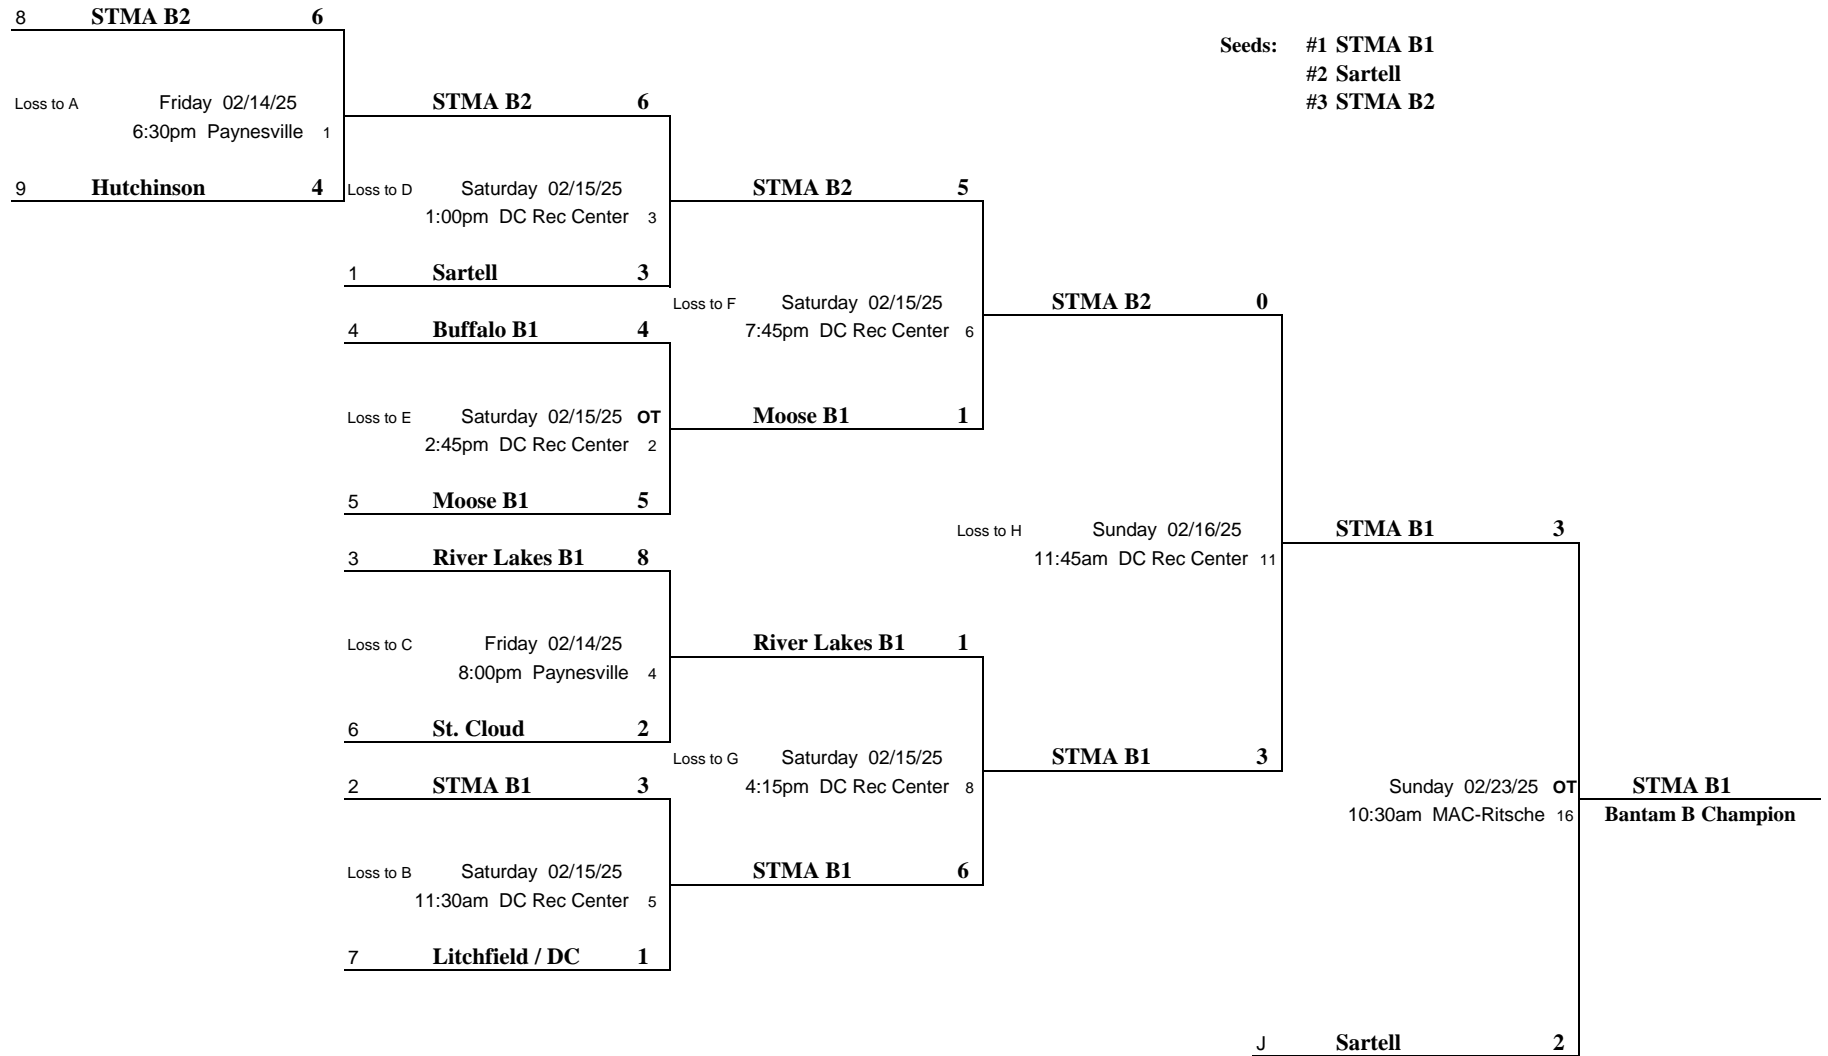 8 STMA B2 6
Seeds: #1 STMA B1
#2 Sartell
Loss to A Friday 02/14/25 STMA B2 6 #3 STMA B2
6:30pm Paynesville 1
9 Hutchinson 4 Loss to D Saturday 02/15/25 STMA B2 5
1:00pm DC Rec Center 3
1 Sartell 3
Loss to F Saturday 02/15/25 STMA B2 0
4 Buffalo B1 4 7:45pm DC Rec Center 6
Loss to E Saturday 02/15/25 OT Moose B1 1
2:45pm DC Rec Center 2
5 Moose B1 5
Loss to H Sunday 02/16/25 STMA B1 3
3 River Lakes B1 8 11:45am DC Rec Center 11
Loss to C Friday 02/14/25 River Lakes B1 1
8:00pm Paynesville 4
6 St. Cloud 2
Loss to G Saturday 02/15/25 STMA B1 3
2 STMA B1 3 4:15pm DC Rec Center 8 Sunday 02/23/25 OT STMA B1
10:30am MAC-Ritsche 16 Bantam B Champion
Loss to B Saturday 02/15/25 STMA B1 6
11:30am DC Rec Center 5
7 Litchfield / DC 1
J Sartell 2